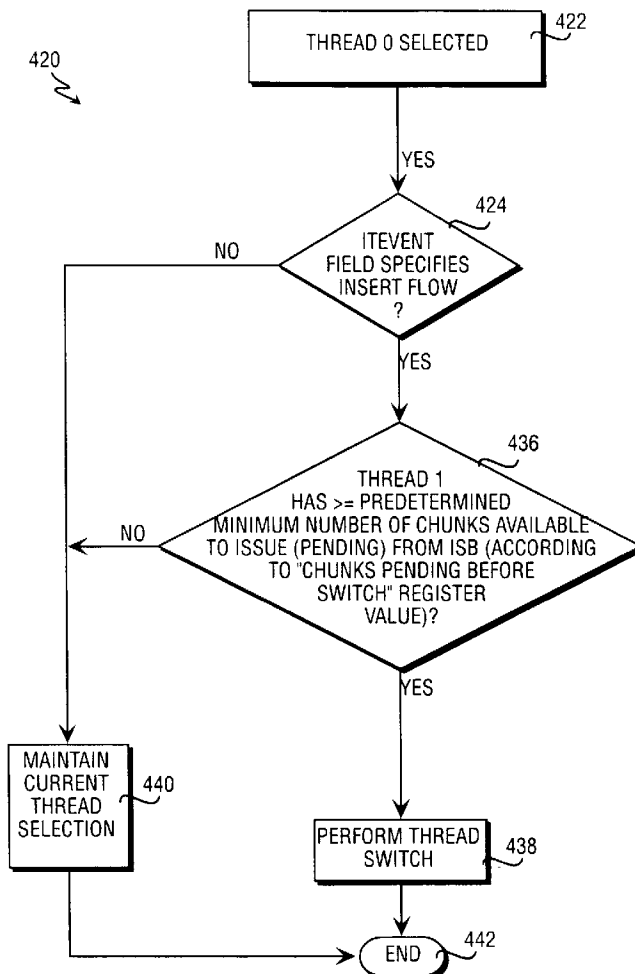 THREAD 0 SELECTED
422
420
YES
424
NO
ITEVENT
FIELD SPECIFIES
INSERT FLOW
?
YES
436
THREAD 1
HAS >= PREDETERMINED
MINIMUM NUMBER OF CHUNKS AVAILABLE
TO ISSUE (PENDING) FROM ISB (ACCORDING
TO "CHUNKS PENDING BEFORE
SWITCH" REGISTER
VALUE)?
NO
YES
MAINTAIN
CURRENT
THREAD
SELECTION
440
PERFORM THREAD
SWITCH
438
END
442